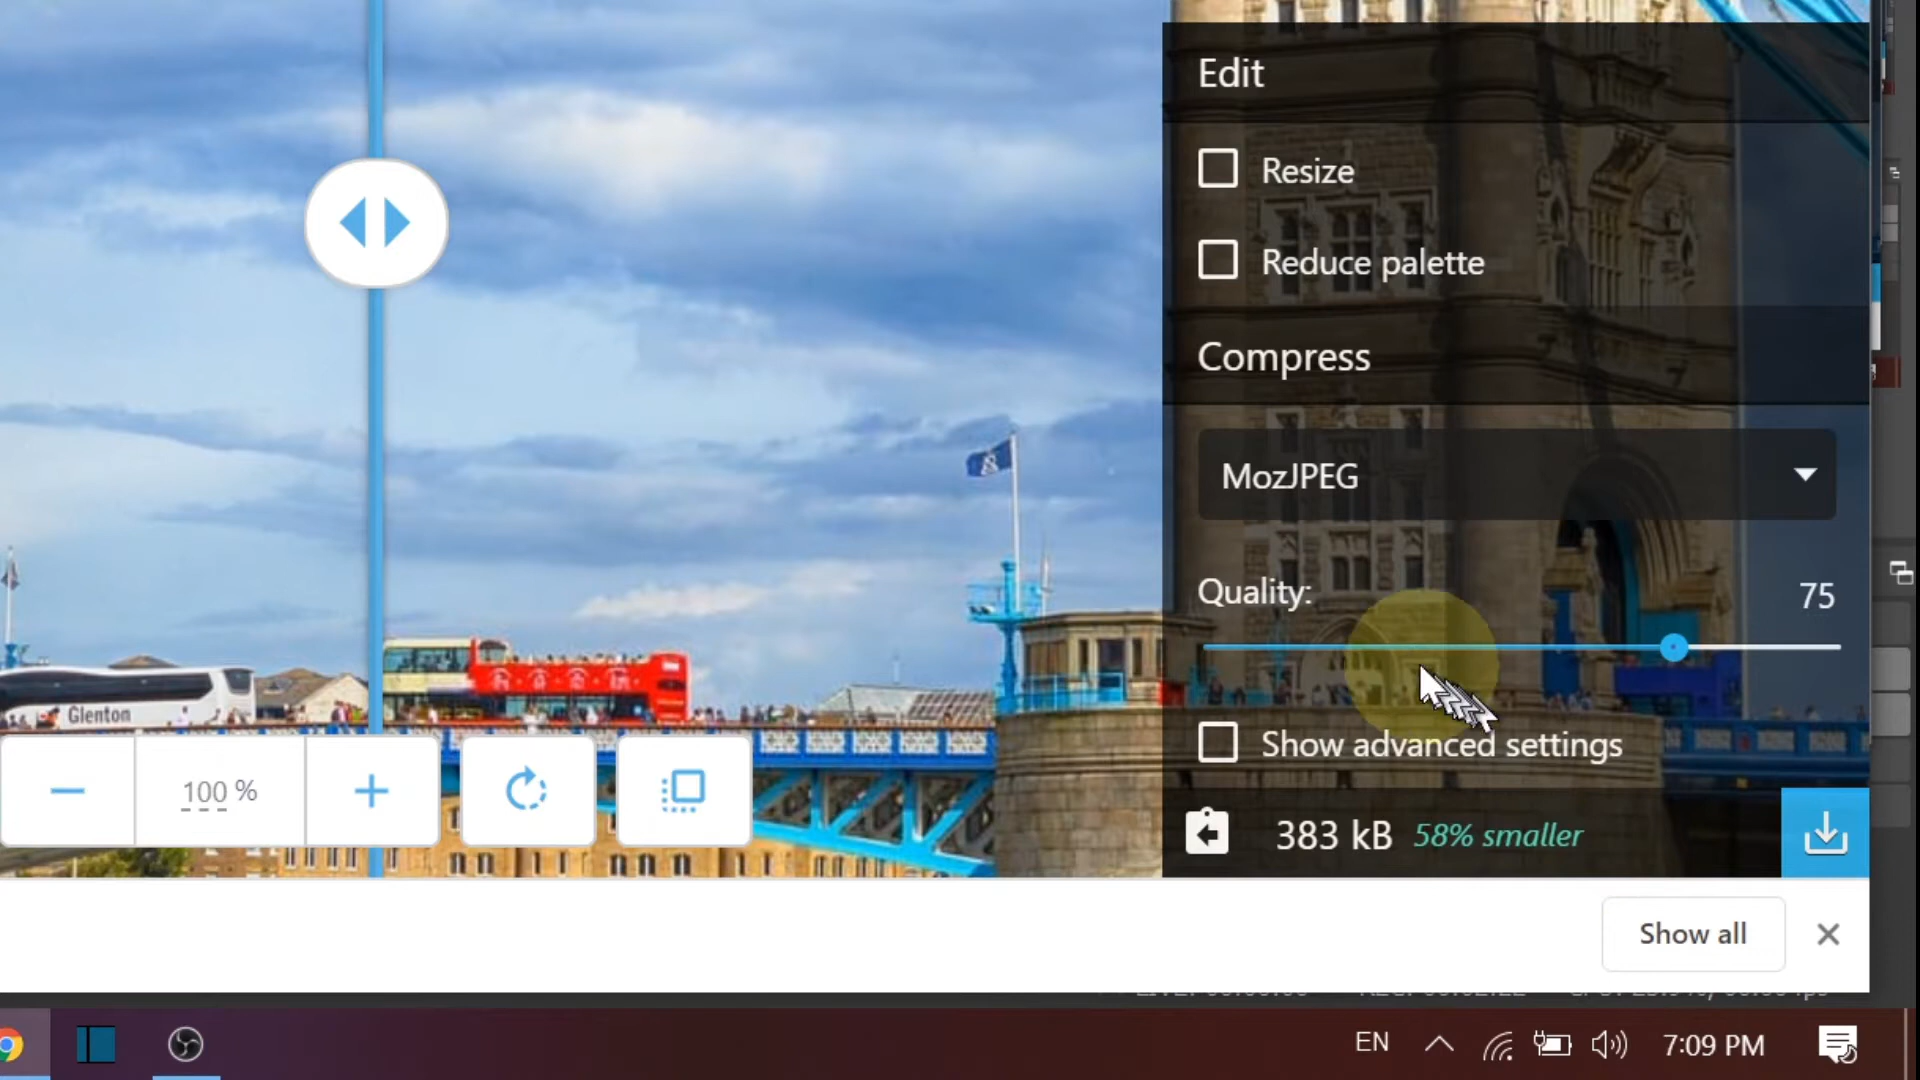 Edit
Resize
Reduce palette
Compress
MozJPEG
Quality:
75
Glenton
Show advanced settings
100 %
383 kB 58% smaller
Show all
EN
7:09 PM